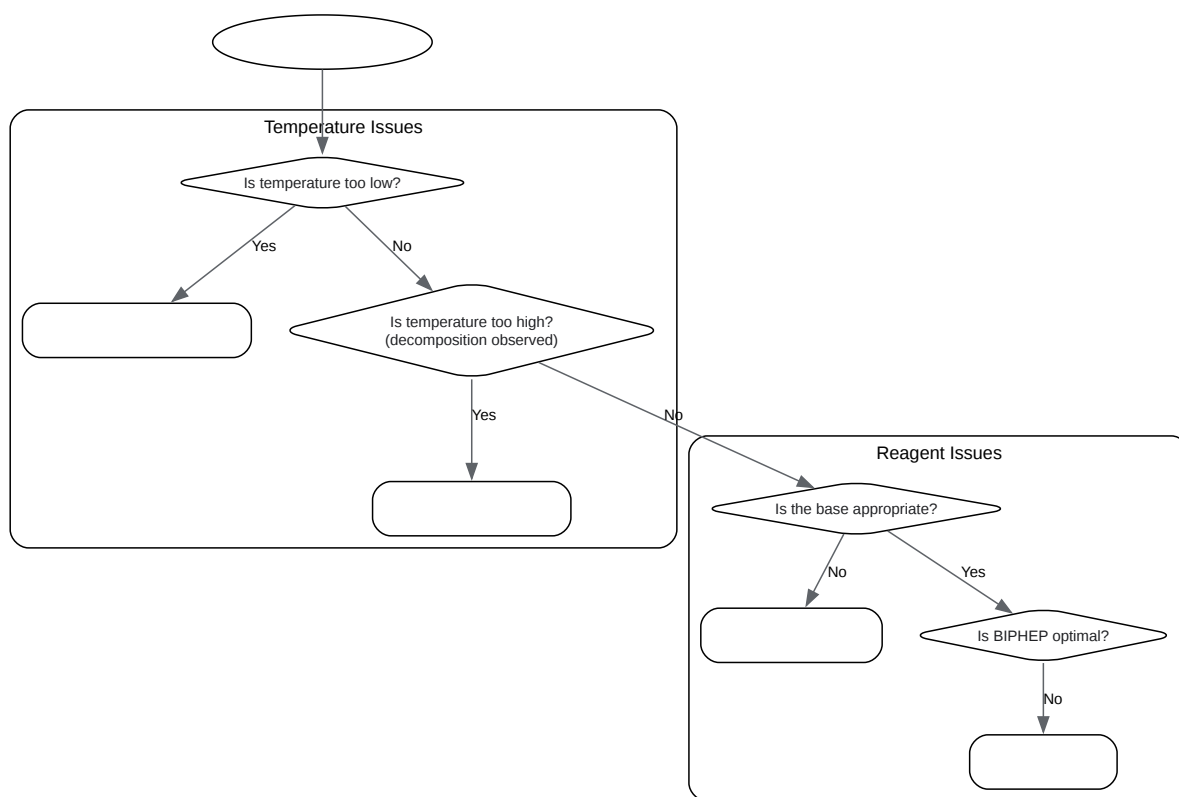 Temperature Issues
Is temperature too low?
Yes
No
Is temperature too high?
(decomposition observed)
Yes
No
Reagent Issues
Is the base appropriate?
No
Yes
Is BIPHEP optimal?
No